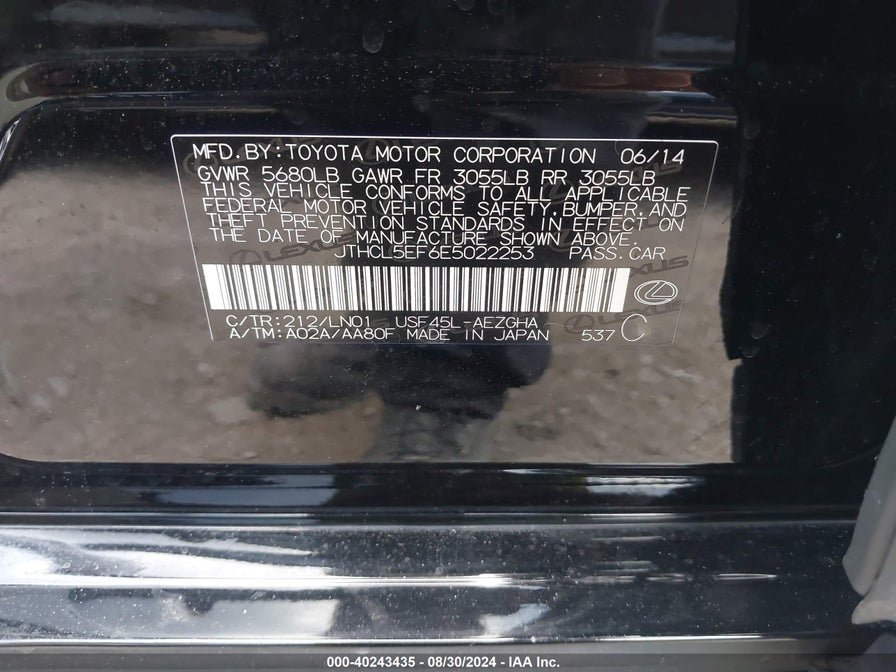 MFD.BY:TOYOTA MOTOR CORPORATION 06/14
GVWR 5680LB GAWR FR 3055LB RR 3055LB
THIS VEHICLE CONFORMS TO ALL APPLICABLE
FEDERAL MOTOR VEHICLE SAFETY,BUMPER,AND
THEFT PREVENTION STANDARDS IN EFFECT ON
THE DATE OF MANUFACTURE SHOWN ABOVE.
JTHCL5EF6E5022253 PASS.CAR
C/TR:212/LN01 USF45L-AEZGHA
A/TM:A02A/AA80F MADE IN JAPAN 537 C
LEXUS
LEXUS
LEXUS
000-40243435 - 08/30/2024 - IAA Inc.